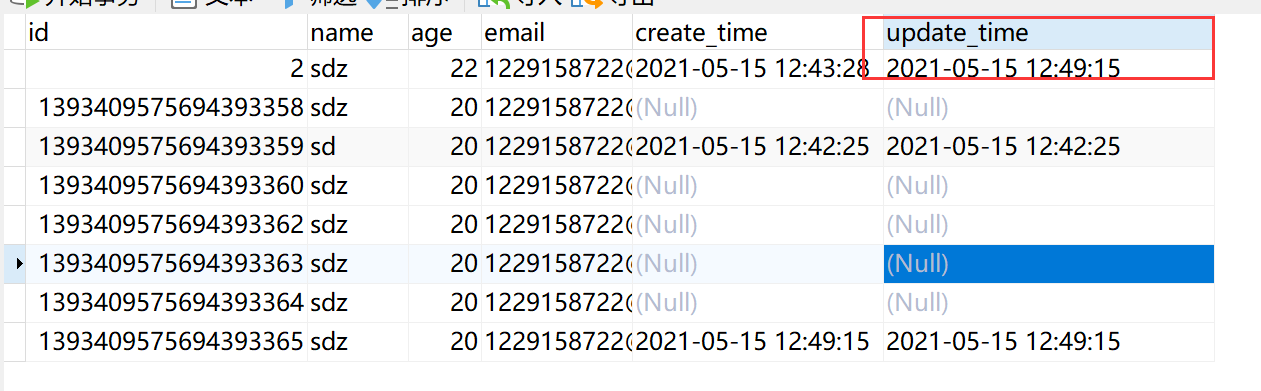 开始事务 文本 筛选 排序 导入 导出
id name age email create_time update_time
2 sdz 22 1229158722@ 2021-05-15 12:43:28 2021-05-15 12:49:15
1393409575694393358 sdz 20 1229158722@ (Null) (Null)
1393409575694393359 sd 20 1229158722@ 2021-05-15 12:42:25 2021-05-15 12:42:25
1393409575694393360 sdz 20 1229158722@ (Null) (Null)
1393409575694393362 sdz 20 1229158722@ (Null) (Null)
1393409575694393363 sdz 20 1229158722@ (Null) (Null)
1393409575694393364 sdz 20 1229158722@ (Null) (Null)
1393409575694393365 sdz 20 1229158722@ 2021-05-15 12:49:15 2021-05-15 12:49:15